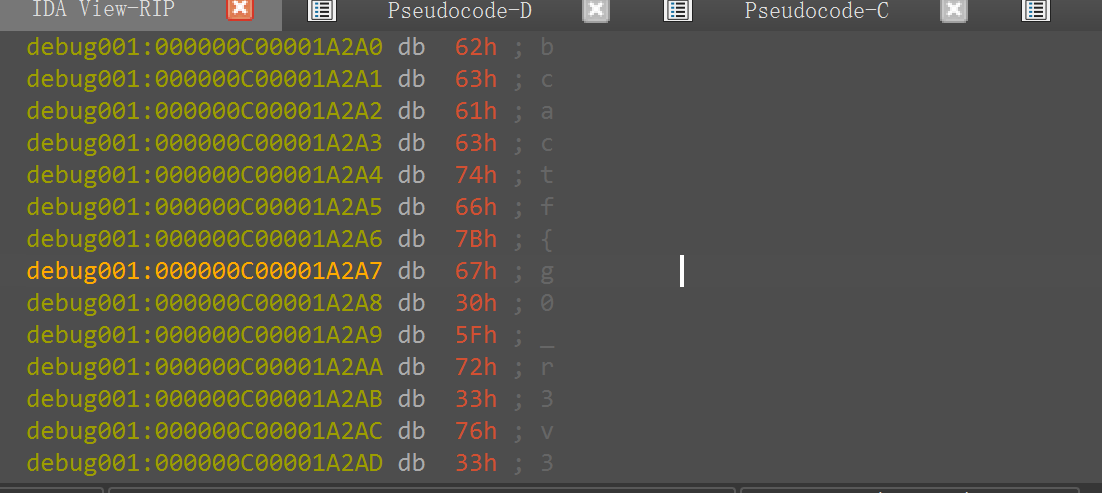 IDA View-RIP Pseudocode-D Pseudocode-C
debug001:000000C00001A2A0 db 62h ; b
debug001:000000C00001A2A1 db 63h ; c
debug001:000000C00001A2A2 db 61h ; a
debug001:000000C00001A2A3 db 63h ; c
debug001:000000C00001A2A4 db 74h ; t
debug001:000000C00001A2A5 db 66h ; f
debug001:000000C00001A2A6 db 7Bh ; {
debug001:000000C00001A2A7 db 67h ; g
debug001:000000C00001A2A8 db 30h ; 0
debug001:000000C00001A2A9 db 5Fh ; _
debug001:000000C00001A2AA db 72h ; r
debug001:000000C00001A2AB db 33h ; 3
debug001:000000C00001A2AC db 76h ; v
debug001:000000C00001A2AD db 33h ; 3